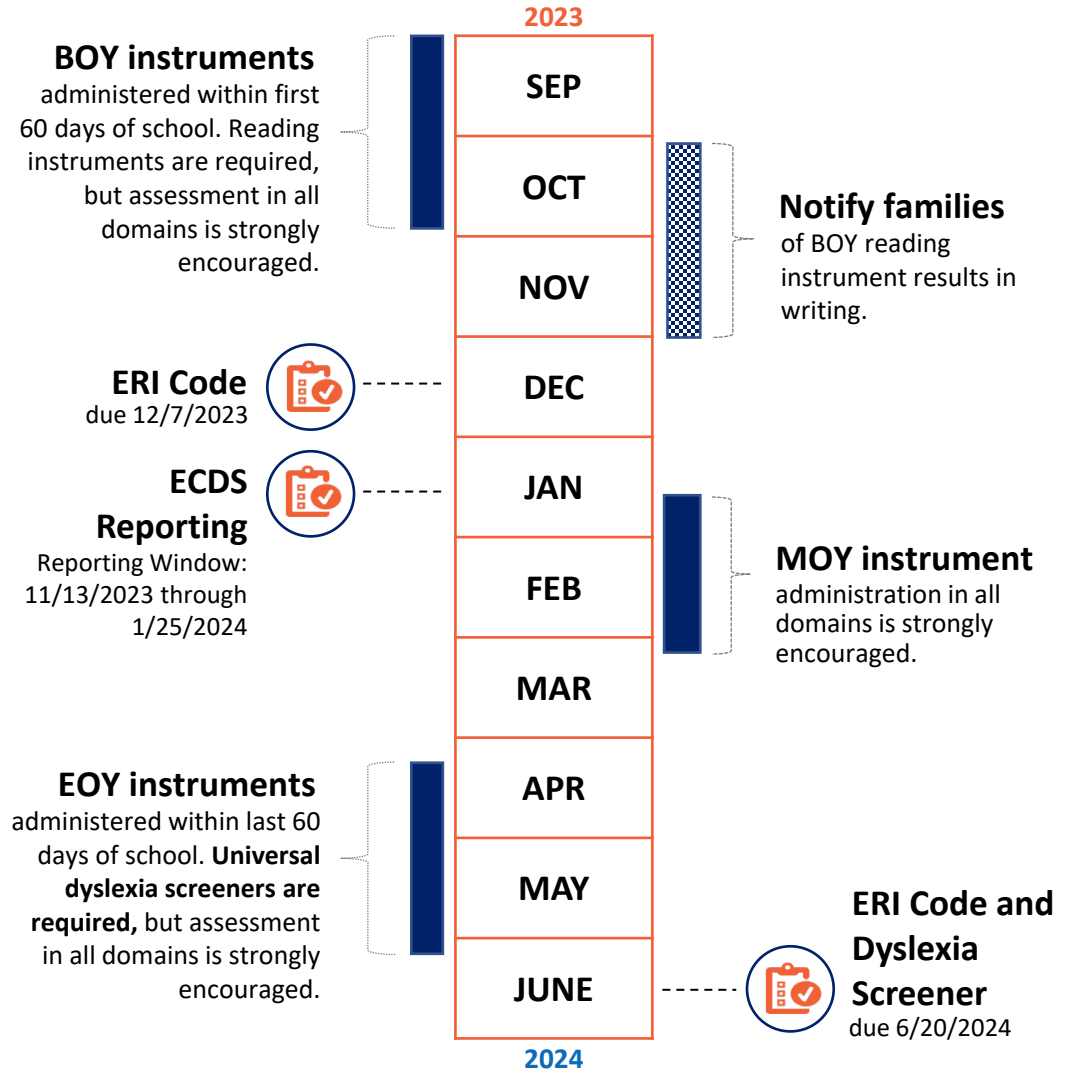 2023
BOY instruments
administered within first
60 days of school. Reading
instruments are required,
but assessment in all
domains is strongly
encouraged.
SEP
OCT
NOV
Notify families
of BOY reading
instrument results in
writing.
ERI Code
due 12/7/2023
DEC
ECDS
Reporting
Reporting Window:
11/13/2023 through
1/25/2024
JAN
FEB
MOY instrument
administration in all
domains is strongly
encouraged.
MAR
EOY instruments
administered within last 60
days of school. Universal
dyslexia screeners are
required, but assessment
in all domains is strongly
encouraged.
APR
MAY
JUNE
ERI Code and
Dyslexia
Screener
due 6/20/2024
2024